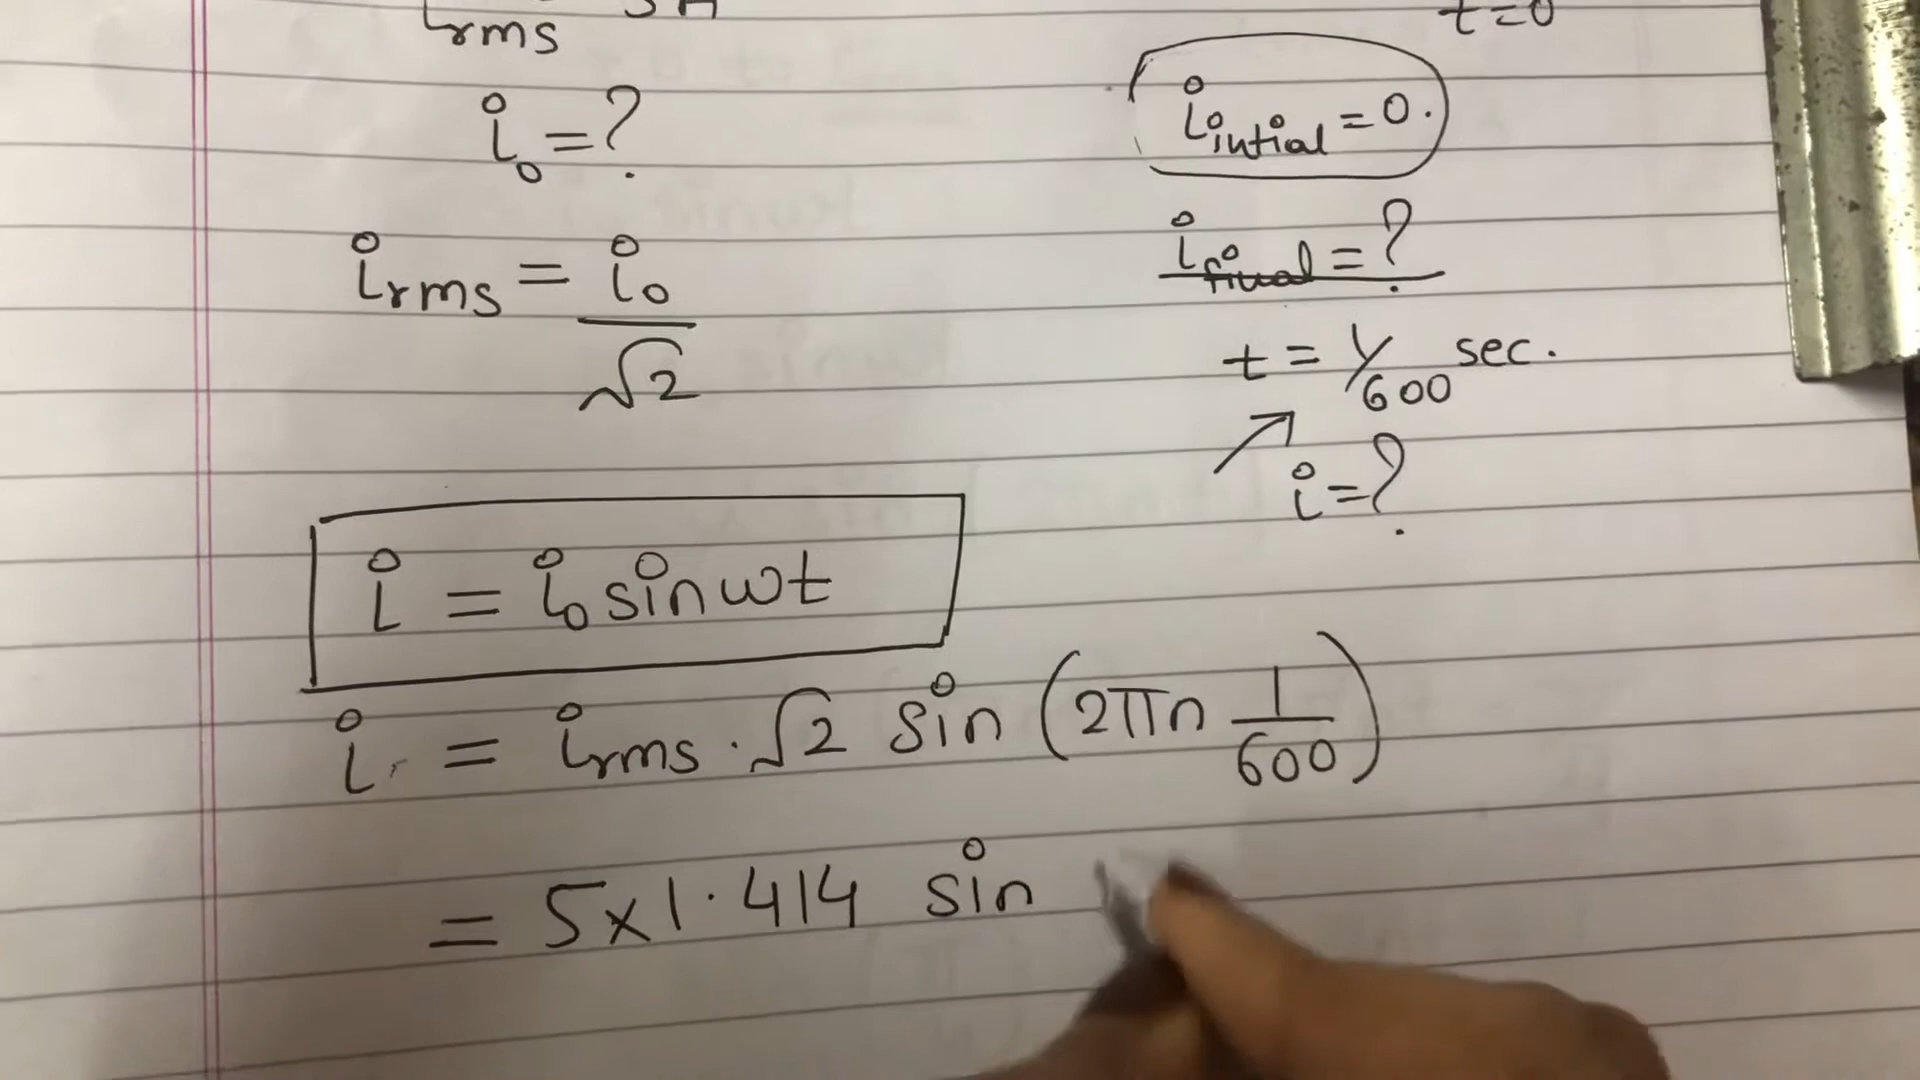 irms 5A
i₀ = ?
irms = i₀
√2
t=0
iintial = 0.
ifinal = ?
t = 1/600 sec.
i = ?
i = i₀ sin ωt
i = irms . √2 sin (2πn 1/600)
= 5 x 1.414 sin